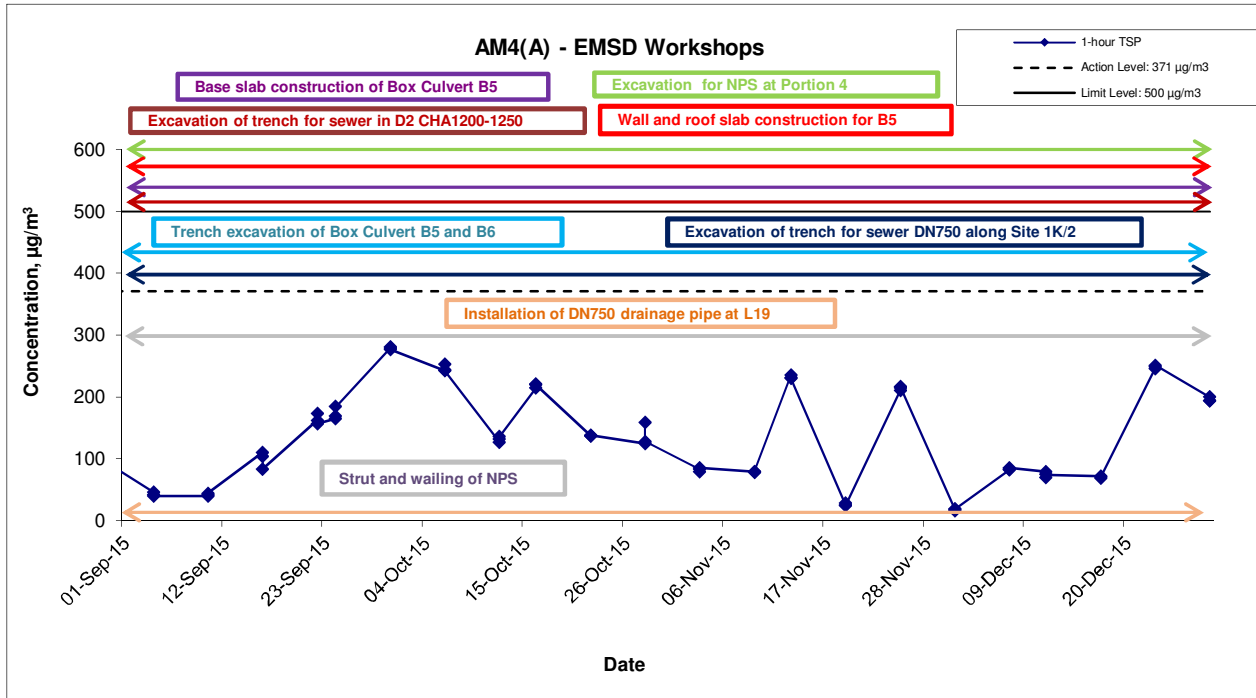 AM4(A) - EMSD Workshops
1-hour TSP
Action Level: 371 µg/m3
Limit Level: 500 µg/m3
Base slab construction of Box Culvert B5
Excavation for NPS at Portion 4
Excavation of trench for sewer in D2 CHA1200-1250
Wall and roof slab construction for B5
Trench excavation of Box Culvert B5 and B6
Excavation of trench for sewer DN750 along Site 1K/2
Installation of DN750 drainage pipe at L19
Strut and wailing of NPS
Concentration, µg/m³
600
500
400
300
200
100
0
01-Sep-15
12-Sep-15
23-Sep-15
04-Oct-15
15-Oct-15
26-Oct-15
06-Nov-15
17-Nov-15
28-Nov-15
09-Dec-15
20-Dec-15
Date